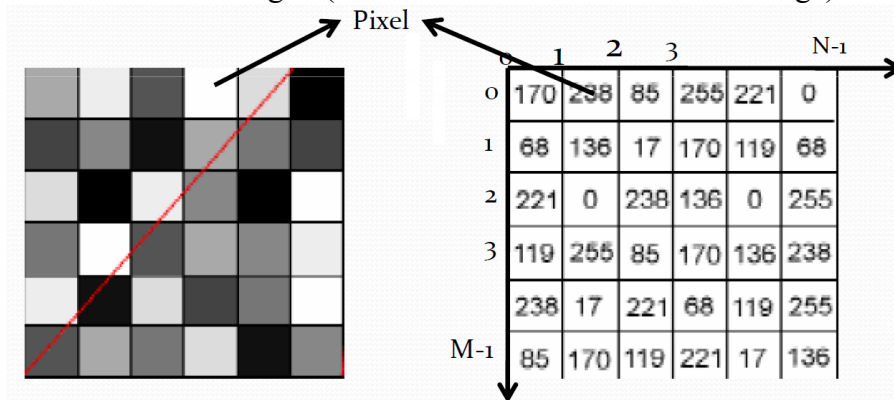 Pixel
0 1 2 3 N-1
0 170 238 85 255 221 0
1 68 136 17 170 119 68
2 221 0 238 136 0 255
3 119 255 85 170 136 238
238 17 221 68 119 255
M-1 85 170 119 221 17 136